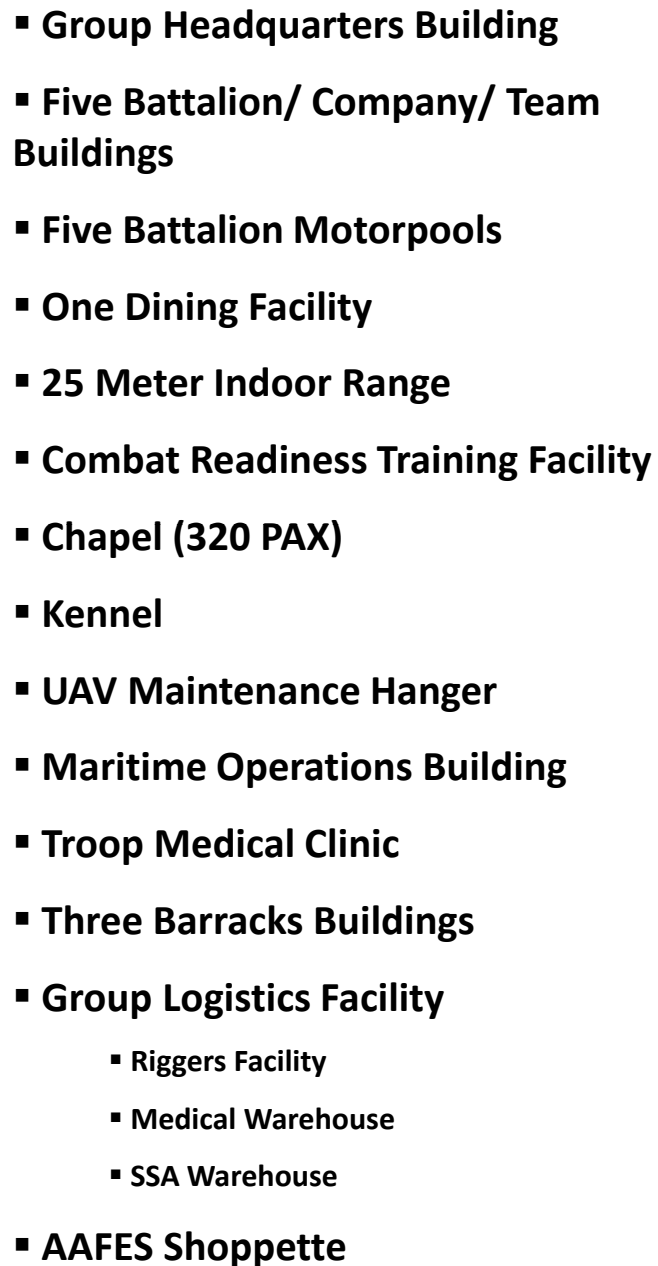 ▪ Group Headquarters Building
▪ Five Battalion/ Company/ Team
Buildings
▪ Five Battalion Motorpools
▪ One Dining Facility
▪ 25 Meter Indoor Range
▪ Combat Readiness Training Facility
▪ Chapel (320 PAX)
▪ Kennel
▪ UAV Maintenance Hanger
▪ Maritime Operations Building
▪ Troop Medical Clinic
▪ Three Barracks Buildings
▪ Group Logistics Facility
▪ Riggers Facility
▪ Medical Warehouse
▪ SSA Warehouse
▪ AAFES Shoppette